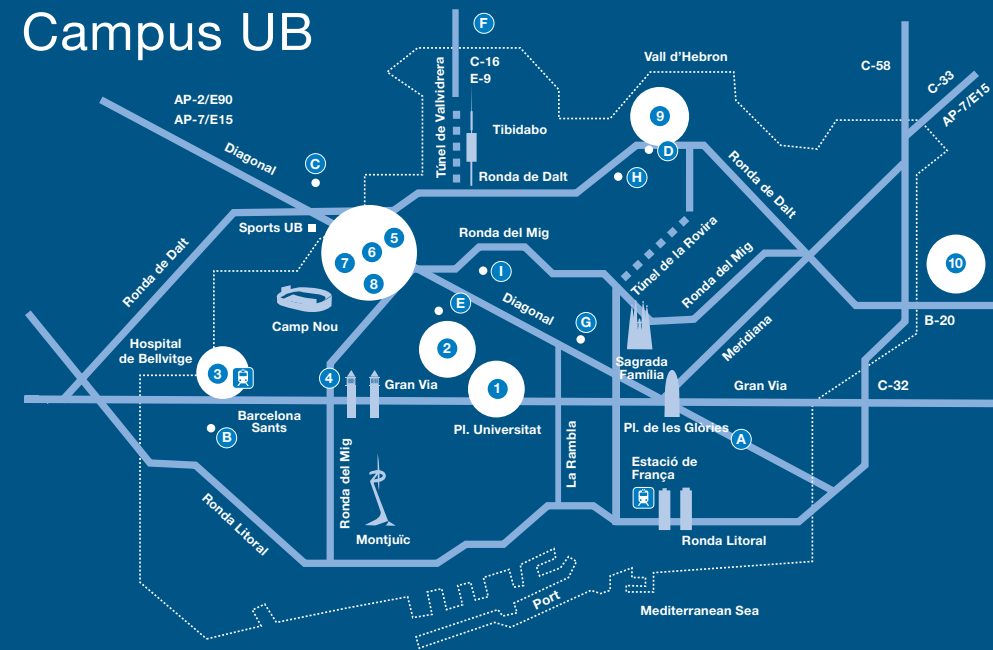 Campus UB
F
C-16
E-9
Túnel de Vallvidrera
Vall d’Hebron
C-58
C-33
AP-7/E15
AP-2/E90
AP-7/E15
Diagonal
C
Tibidabo
9
D
H
Ronda de Dalt
Ronda de Dalt
Sports UB
5
6
7
8
Ronda del Mig
Túnel de la Rovira
Ronda del Mig
10
Ronda de Dalt
I
Camp Nou
E
Diagonal
G
B-20
Hospital
de Bellvitge
2
Sagrada
Família
Meridiana
3
4
Gran Via
1
Gran Via
C-32
Barcelona
Sants
B
Pl. Universitat
Pl. de les Glòries
A
Ronda del Mig
La Rambla
Estació de
França
Ronda Litoral
Montjuïc
Ronda Litoral
Port
Mediterranean Sea